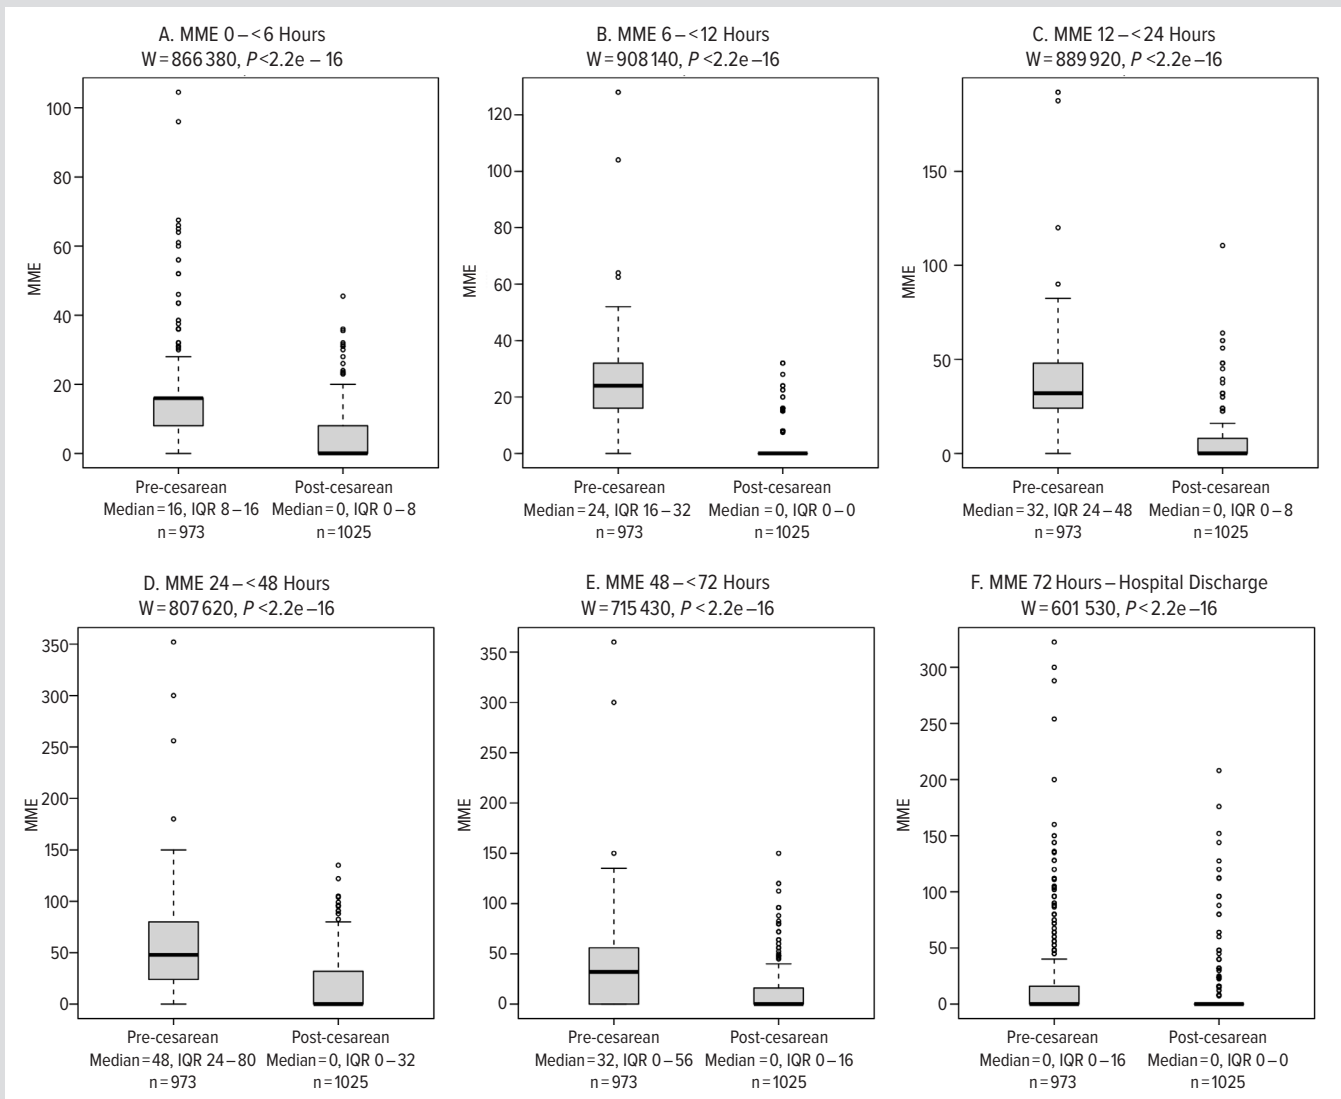 A. MME 0–<6 Hours
W=866 380, P<2.2e – 16
MME
100
80
60
40
20
0
Pre-cesarean
Median=16, IQR 8–16
n=973
Post-cesarean
Median=0, IQR 0–8
n=1025
B. MME 6–<12 Hours
W=908 140, P <2.2e–16
MME
120
100
80
60
40
20
0
Pre-cesarean
Median=24, IQR 16–32
n=973
Post-cesarean
Median =0, IQR 0–0
n=1025
C. MME 12–<24 Hours
W=889 920, P <2.2e–16
MME
150
100
50
0
Pre-cesarean
Median=32, IQR 24–48
n=973
Post-cesarean
Median=0, IQR 0–8
n=1025
D. MME 24–<48 Hours
W=807 620, P <2.2e–16
MME
350
300
250
200
150
100
50
0
Pre-cesarean
Median=48, IQR 24–80
n=973
Post-cesarean
Median=0, IQR 0–32
n=1025
E. MME 48–<72 Hours
W=715 430, P <2.2e–16
MME
350
300
250
200
150
100
50
0
Pre-cesarean
Median=32, IQR 0–56
n=973
Post-cesarean
Median=0, IQR 0–16
n=1025
F. MME 72 Hours – Hospital Discharge
W=601 530, P <2.2e–16
MME
300
250
200
150
100
50
0
Pre-cesarean
Median=0, IQR 0–16
n=973
Post-cesarean
Median=0, IQR 0–0
n=1025